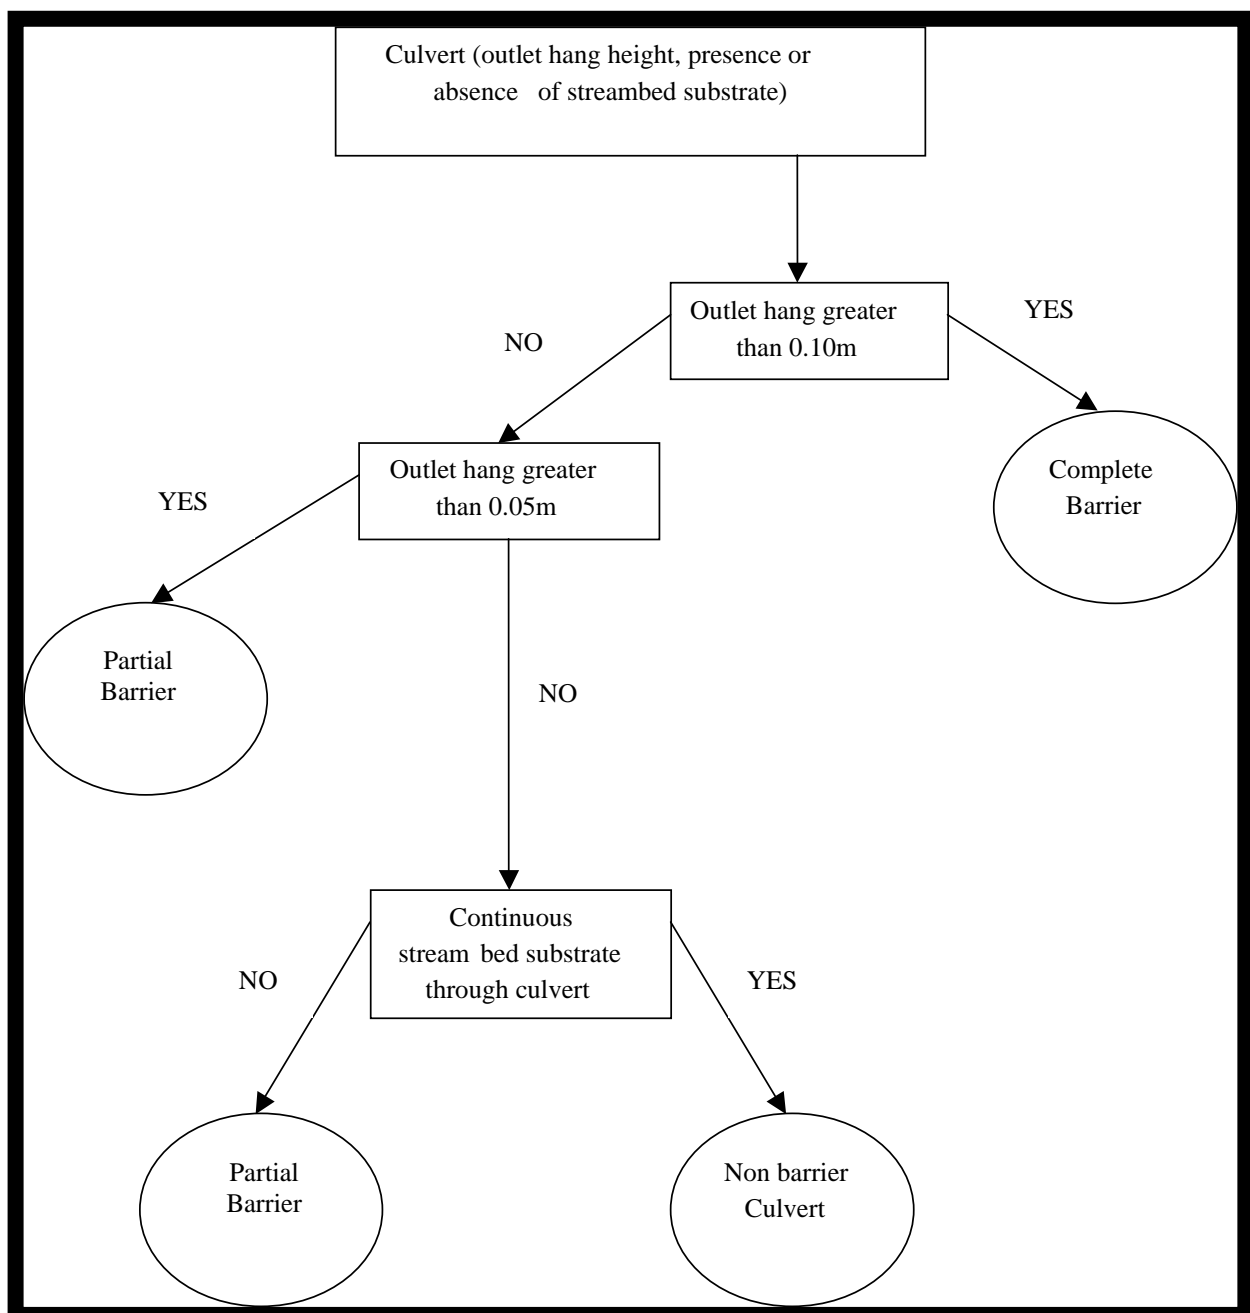 Culvert (outlet hang height, presence or
absence of streambed substrate)
Outlet hang greater
than 0.10m
YES
NO
Outlet hang greater
than 0.05m
Complete
Barrier
YES
Partial
Barrier
NO
Continuous
stream bed substrate
through culvert
NO
YES
Partial
Barrier
Non barrier
Culvert